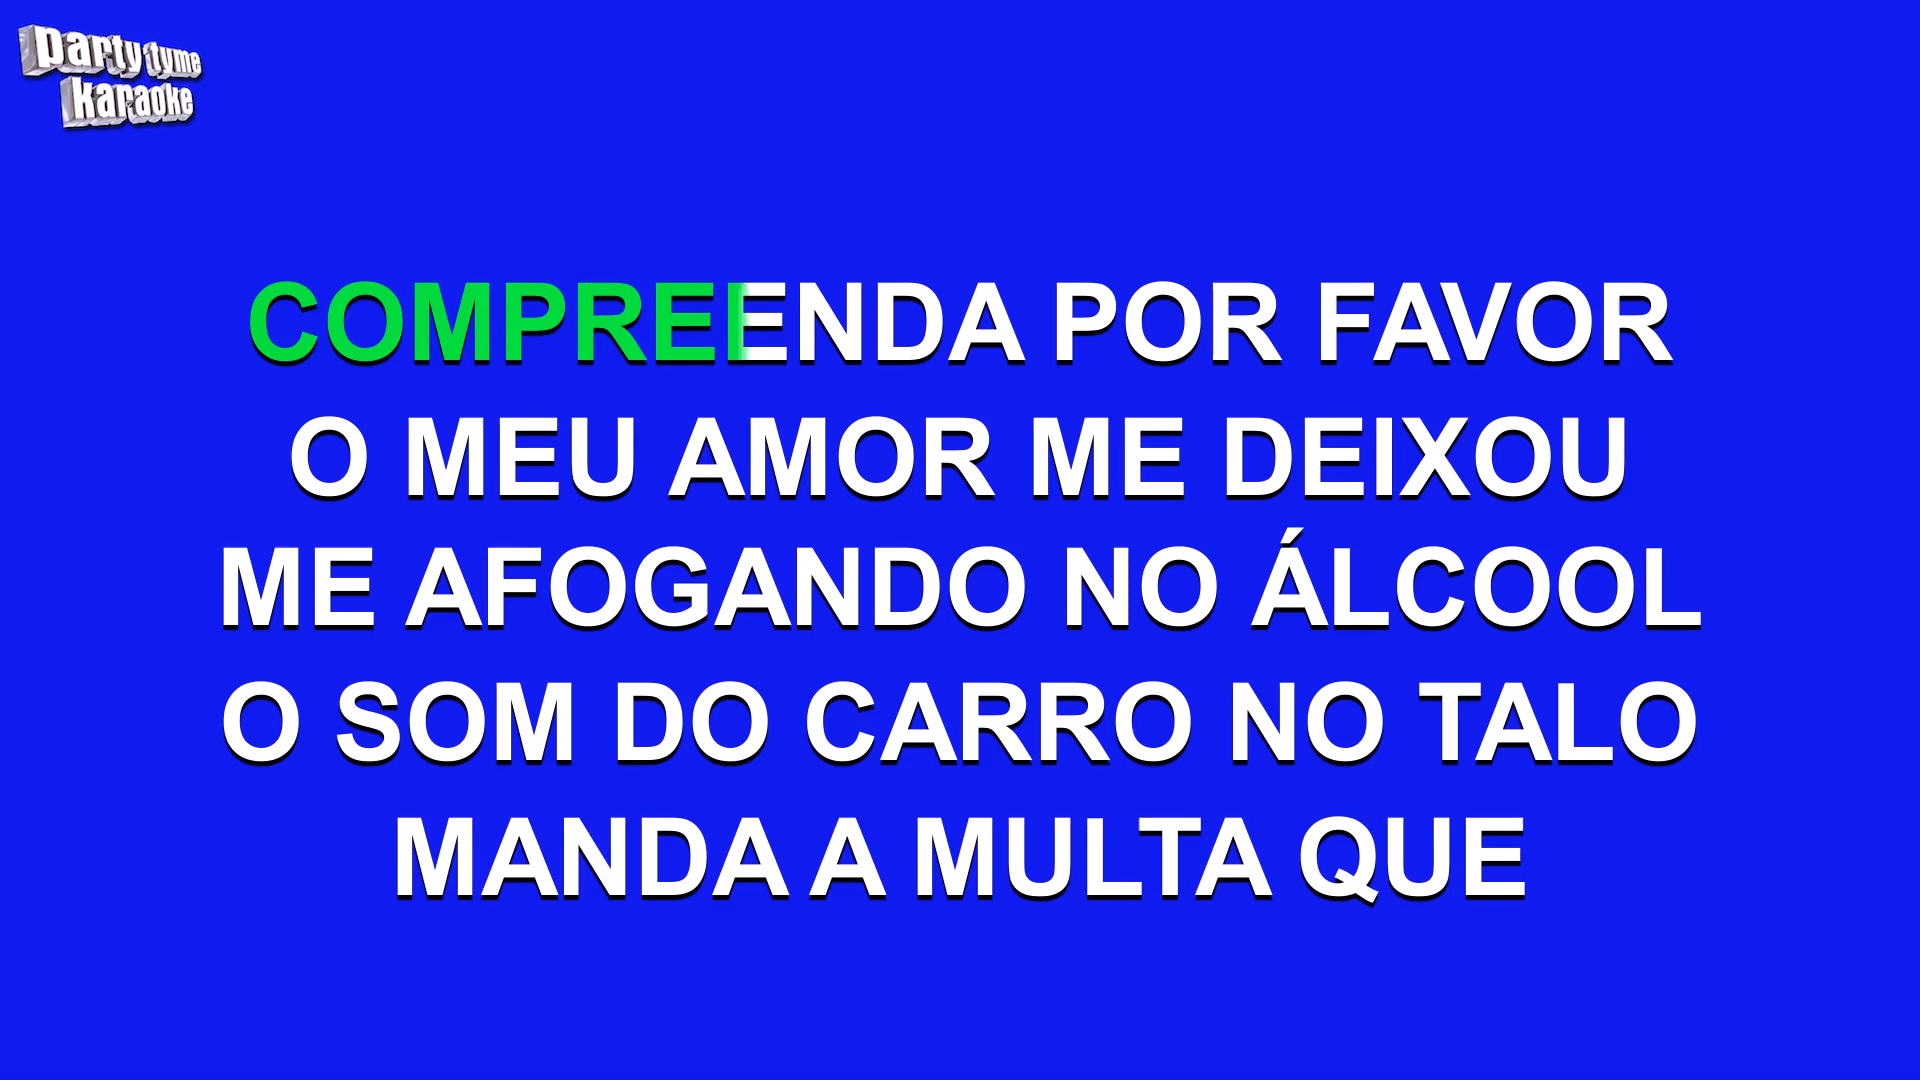 party tyme
karaoke
COMPREENDA POR FAVOR
O MEU AMOR ME DEIXOU
ME AFOGANDO NO ÁLCOOL
O SOM DO CARRO NO TALO
MANDA A MULTA QUE